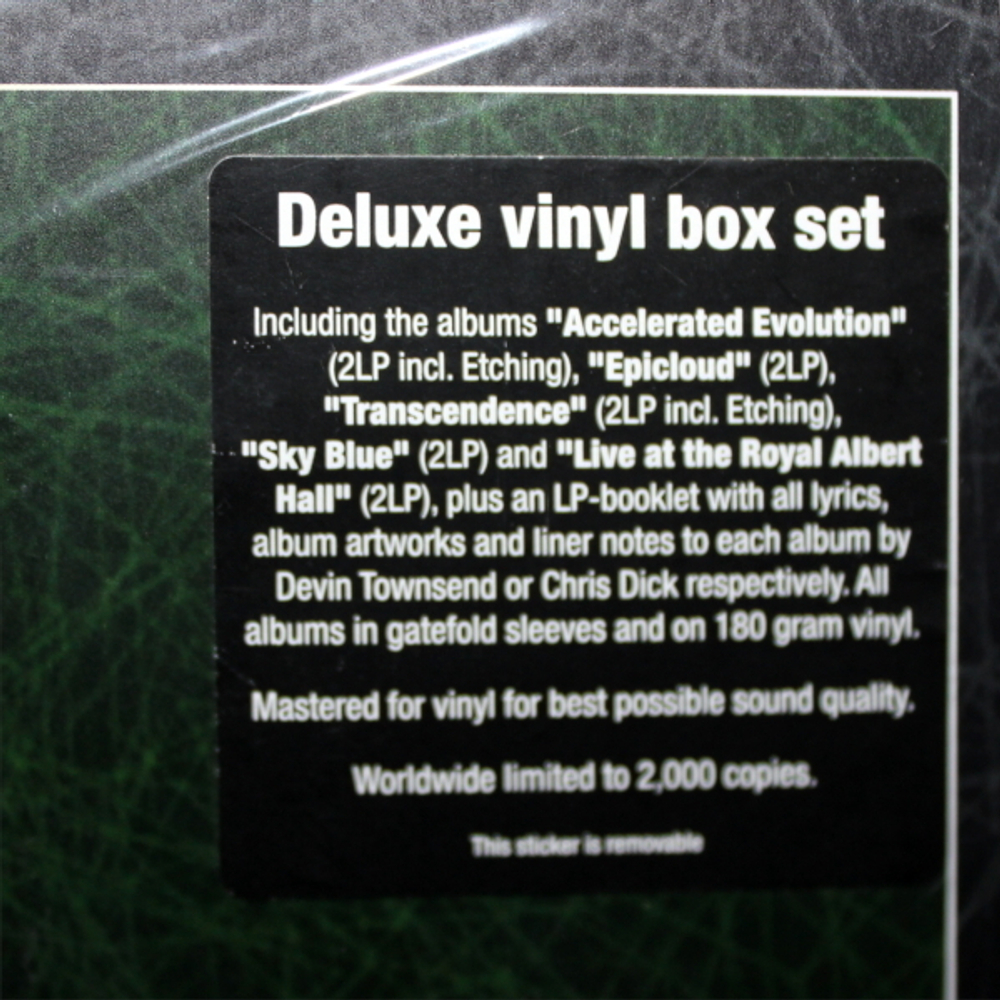 Deluxe vinyl box set
Including the albums "Accelerated Evolution"
(2LP incl. Etching), "Epicloud" (2LP),
"Transcendence" (2LP incl. Etching),
"Sky Blue" (2LP) and "Live at the Royal Albert
Hall" (2LP), plus an LP-booklet with all lyrics,
album artworks and liner notes to each album by
Devin Townsend or Chris Dick respectively. All
albums in gatefold sleeves and on 180 gram vinyl.
Mastered for vinyl for best possible sound quality.
Worldwide limited to 2,000 copies.
This sticker is removable